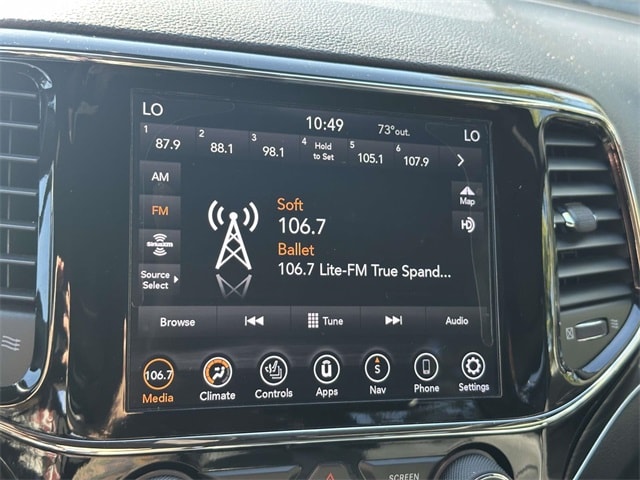 LO 10:49 73° out. LO
1 87.9 2 88.1 3 98.1 4 Hold to Set 5 105.1 6 107.9
AM
Map
FM
Soft
106.7
HD
SIRIUSXM
Ballet
106.7 Lite-FM True Spand...
Source
Select
Browse Tune Audio
106.7 S
Media Climate Controls Apps Nav Phone Settings
SCREEN